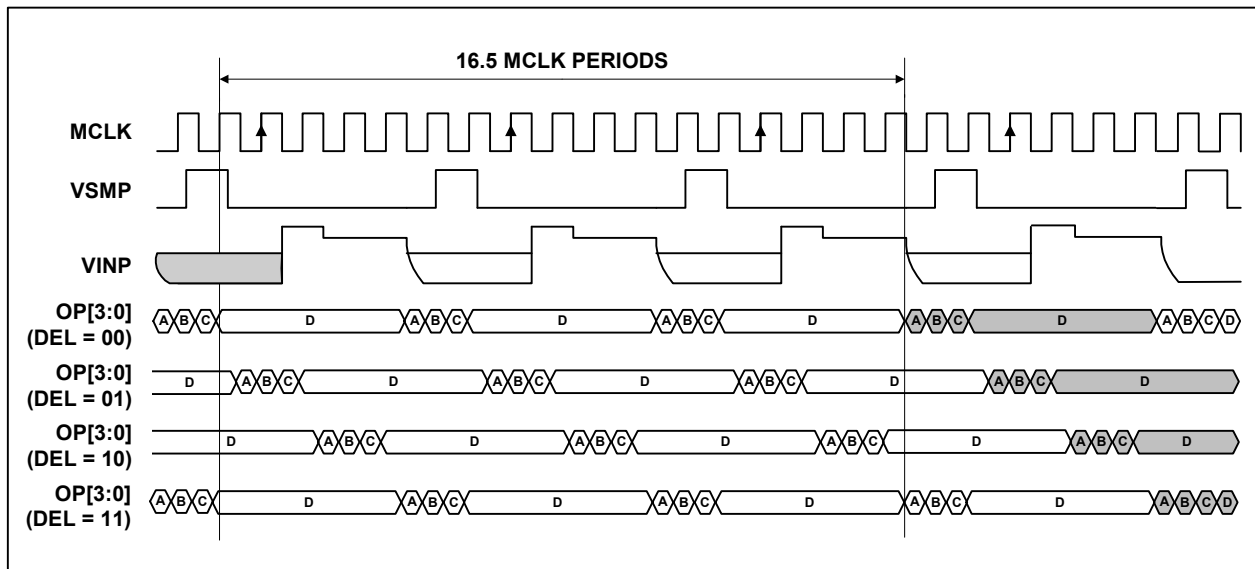 16.5 MCLK PERIODS
MCLK
VSMP
VINP
OP[3:0]
(DEL = 00)
A B C D A B C D A B C D A B C D A B C D
OP[3:0]
(DEL = 01)
D A B C D A B C D A B C D A B C D
OP[3:0]
(DEL = 10)
D A B C D A B C D A B C D A B C D
OP[3:0]
(DEL = 11)
A B C D A B C D A B C D A B C D A B C D